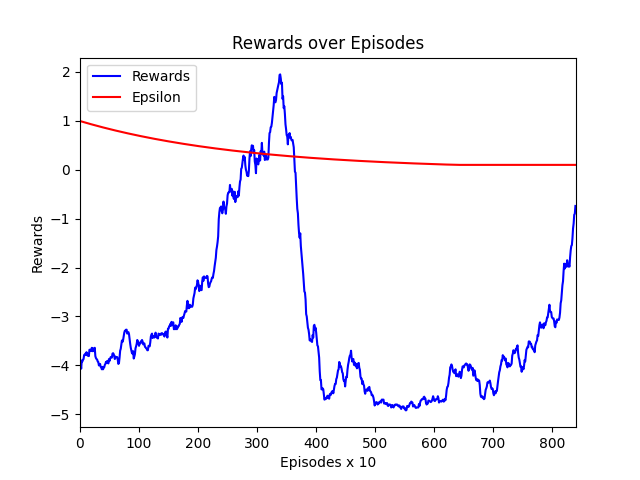 Rewards over Episodes
Rewards
Epsilon
2
1
0
−1
−2
−3
−4
−5
Rewards
0 100 200 300 400 500 600 700 800
Episodes x 10